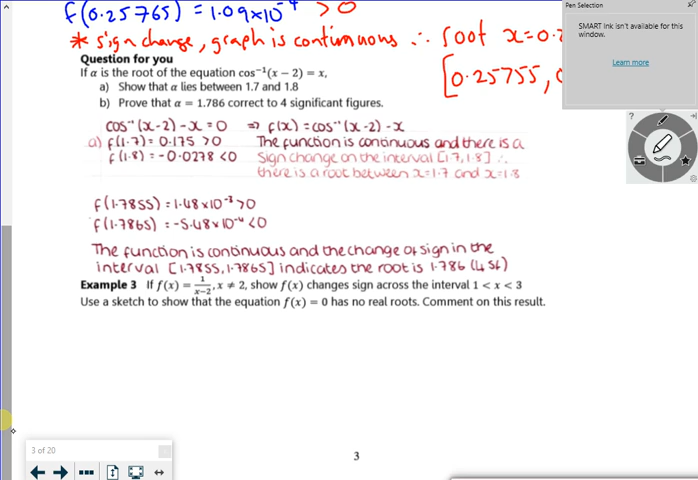 f(0.25765) = 1.09×10⁻⁴ > 0
* sign change, graph is continuous ∴ root x=0.
[0.25755, 0
Pen Selection
SMART Ink isn't available for this window.
Learn more
Question for you
If α is the root of the equation cos⁻¹(x − 2) = x,
a) Show that α lies between 1.7 and 1.8
b) Prove that α = 1.786 correct to 4 significant figures.
cos⁻¹(x-2)-x=0 ⇒ f(x)=cos⁻¹(x-2)-x
a) f(1.7)=0.175>0 The function is continuous and there is a
f(1.8)=-0.0278<0 sign change on the interval [1.7,1.8] ∴
there is a root between x=1.7 and x=1.8
f(1.7855)=1.48×10⁻³>0
f(1.7865)=-5.48×10⁻⁴<0
The function is continuous and the change of sign in the
interval [1.7855,1.7865] indicates the root is 1.786 (4 sf)
Example 3 If f(x) = 1/(x−2), x ≠ 2, show f(x) changes sign across the interval 1 < x < 3
Use a sketch to show that the equation f(x) = 0 has no real roots. Comment on this result.
3 of 20
3